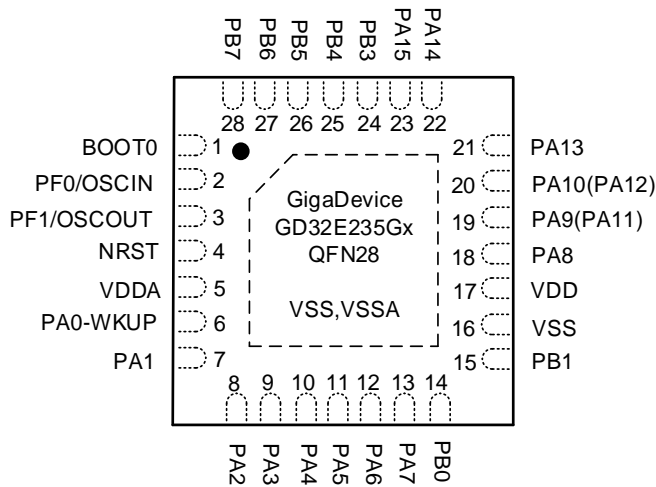 PB7 PB6 PB5 PB4 PB3 PA15 PA14
28 27 26 25 24 23 22
BOOT0 1
PF0/OSCIN 2
PF1/OSCOUT 3
NRST 4
VDDA 5
PA0-WKUP 6
PA1 7
GigaDevice
GD32E235Gx
QFN28
VSS,VSSA
21 PA13
20 PA10(PA12)
19 PA9(PA11)
18 PA8
17 VDD
16 VSS
15 PB1
8 9 10 11 12 13 14
PA2 PA3 PA4 PA5 PA6 PA7 PB0